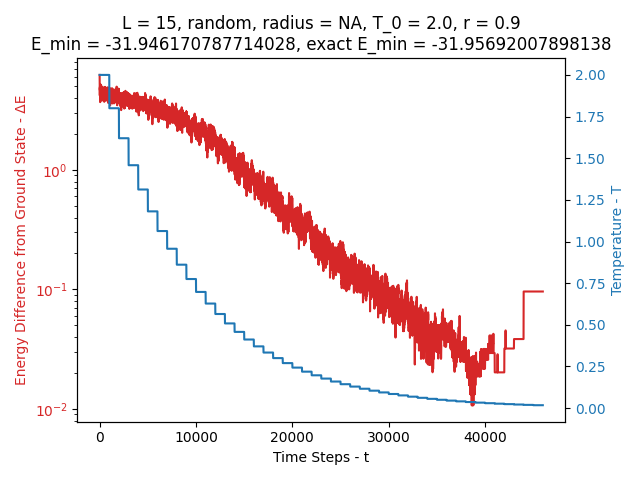 L = 15, random, radius = NA, T_0 = 2.0, r = 0.9
E_min = -31.946170787714028, exact E_min = -31.95692007898138
Energy Difference from Ground State - ΔE
10⁰
10⁻¹
10⁻²
2.00
1.75
1.50
1.25
1.00
0.75
0.50
0.25
0.00
Temperature - T
0 10000 20000 30000 40000
Time Steps - t